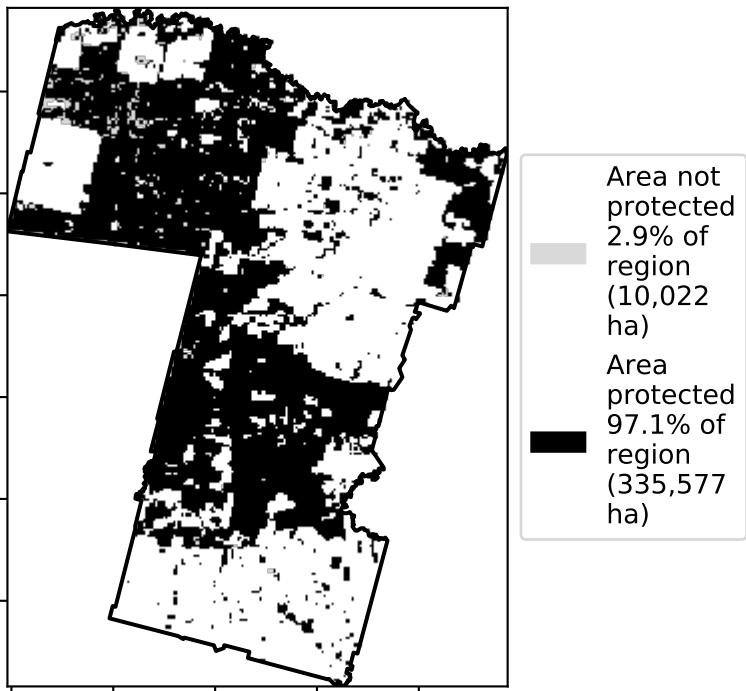 Area not
protected
2.9% of
region
(10,022
ha)
Area
protected
97.1% of
region
(335,577
ha)